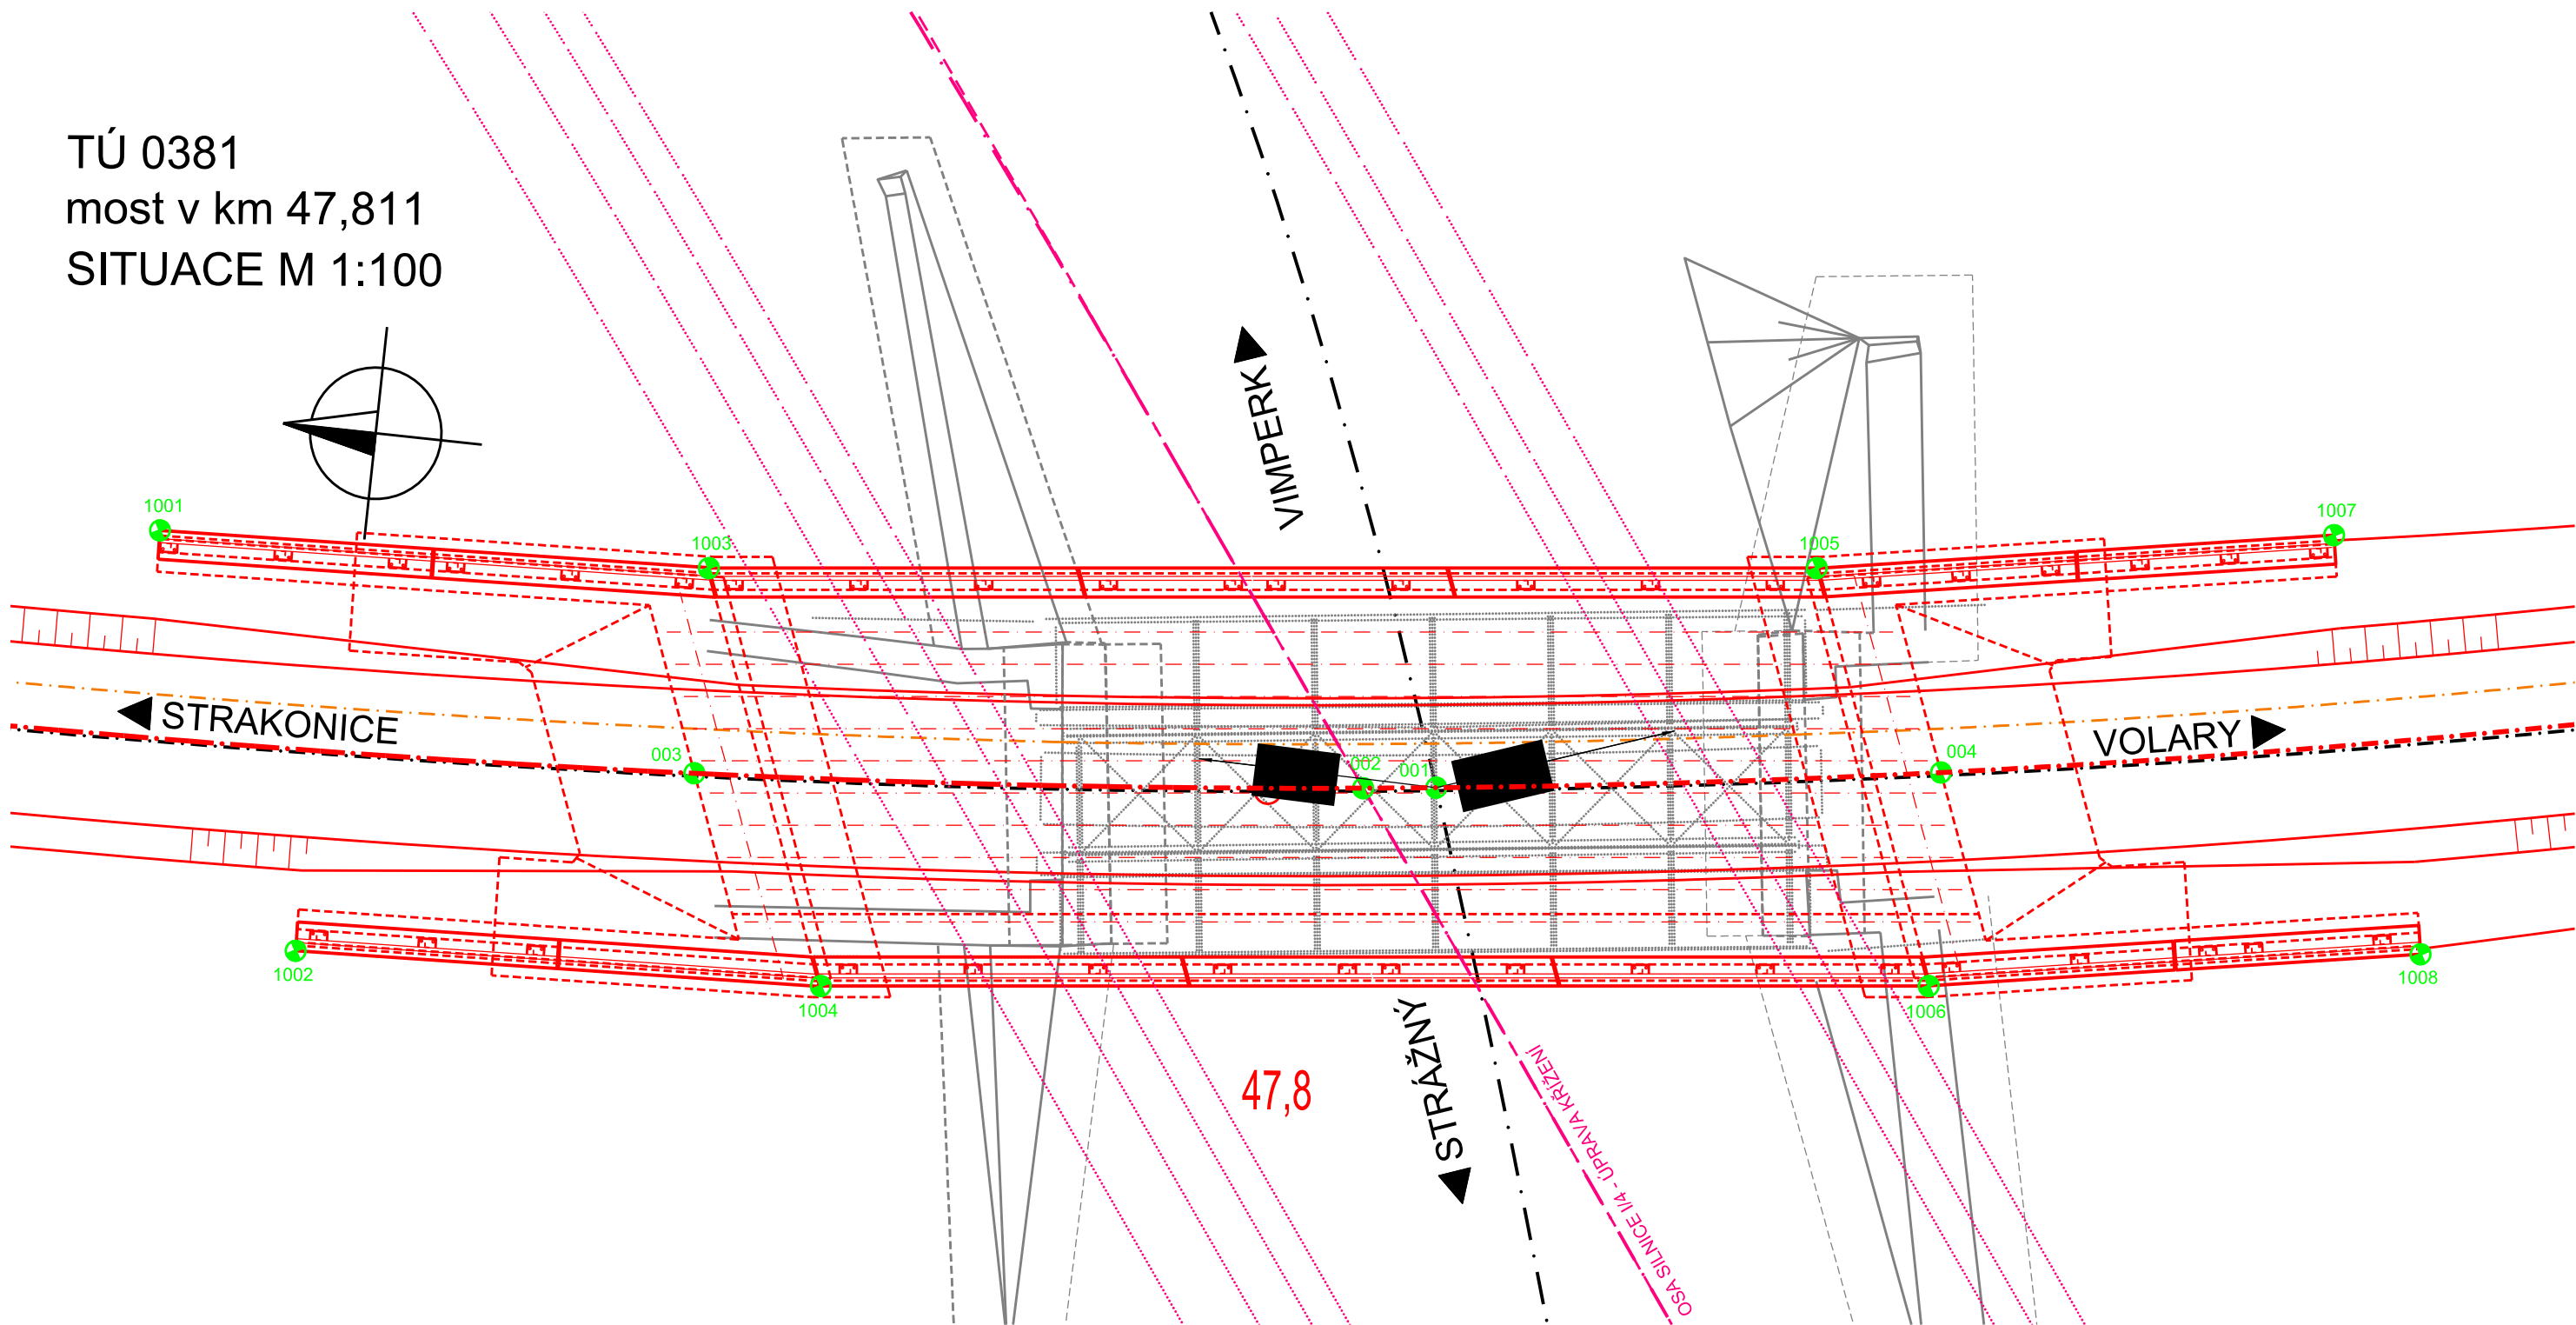 TÚ 0381
most v km 47,811
SITUACE M 1:100
VIMPERK
1001
1003
1005
1007
STRAKONICE
003
002
001
004
VOLARY
1002
1004
1006
1008
47,8
STRÁŽNÝ
OSA SILNICE I/4 - ÚPRAVA KŘÍŽENÍ